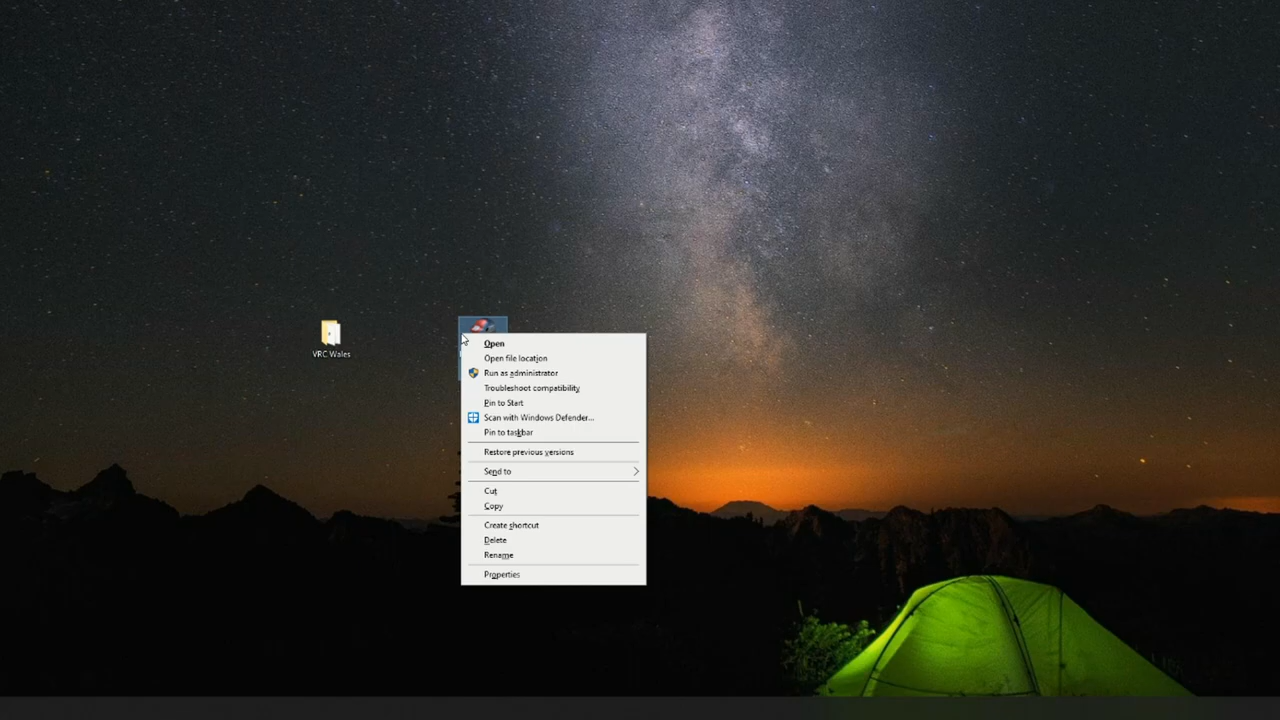 VRC Wales
Open
Open file location
Run as administrator
Troubleshoot compatibility
Pin to Start
Scan with Windows Defender...
Pin to taskbar
Restore previous versions
Send to
Cut
Copy
Create shortcut
Delete
Rename
Properties